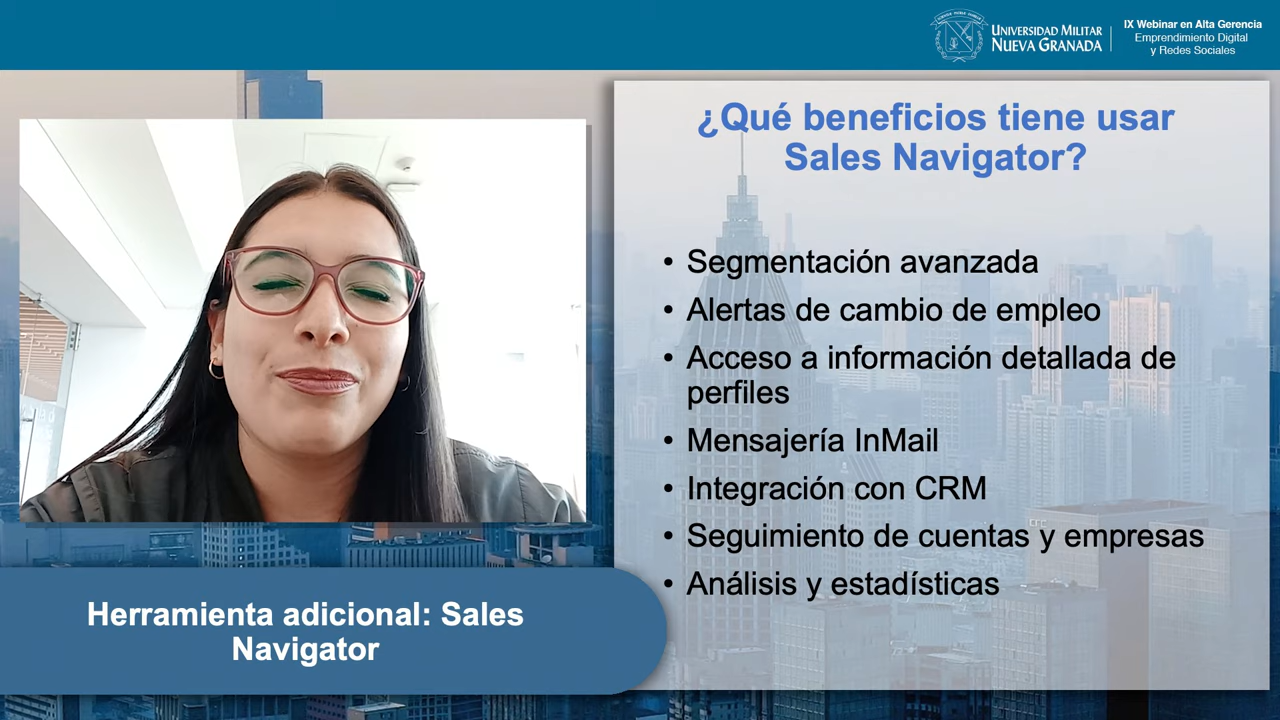 UNIVERSIDAD MILITAR
NUEVA GRANADA
IX Webinar en Alta Gerencia
Emprendimiento Digital
y Redes Sociales
¿Qué beneficios tiene usar
Sales Navigator?
• Segmentación avanzada
• Alertas de cambio de empleo
• Acceso a información detallada de
perfiles
• Mensajería InMail
• Integración con CRM
• Seguimiento de cuentas y empresas
• Análisis y estadísticas
Herramienta adicional: Sales
Navigator